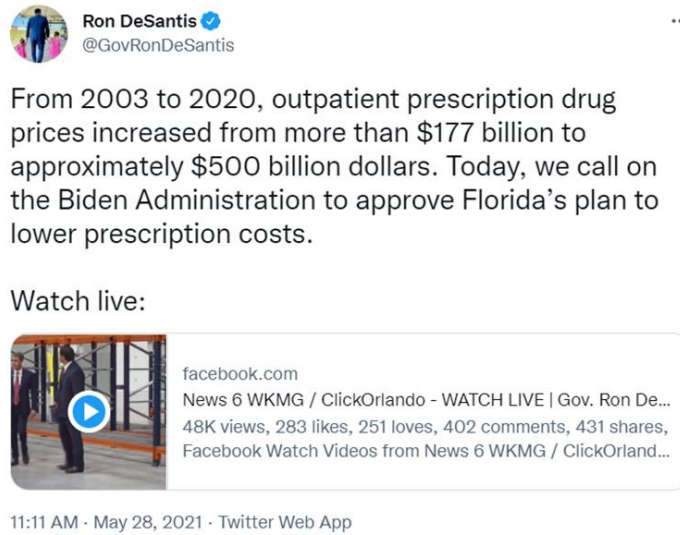 Ron DeSantis
@GovRonDeSantis
From 2003 to 2020, outpatient prescription drug
prices increased from more than $177 billion to
approximately $500 billion dollars. Today, we call on
the Biden Administration to approve Florida’s plan to
lower prescription costs.
Watch live:
facebook.com
News 6 WKMG / ClickOrlando - WATCH LIVE | Gov. Ron De...
48K views, 283 likes, 251 loves, 402 comments, 431 shares,
Facebook Watch Videos from News 6 WKMG / ClickOrland...
11:11 AM · May 28, 2021 · Twitter Web App